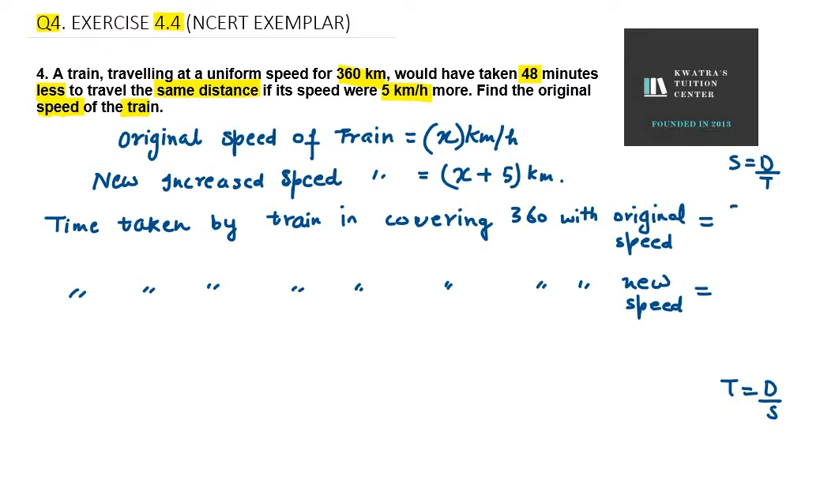 Q4. EXERCISE 4.4 (NCERT EXEMPLAR)
4. A train, travelling at a uniform speed for 360 km, would have taken 48 minutes
less to travel the same distance if its speed were 5 km/h more. Find the original
speed of the train.
KWATRA'S
TUITION
CENTER
FOUNDED IN 2013
Original Speed of Train = (x) km/h
New Increased Speed " = (x + 5) km.
S = D/T
Time taken by train in covering 360 with original speed =
" " " " " " " " new speed =
T = D/S